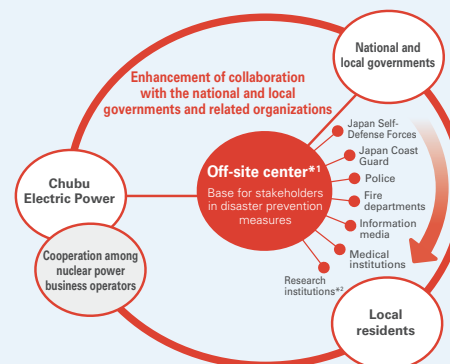 National and
local governments
Enhancement of collaboration
with the national and local
governments and related organizations
Japan Self-
Defense Forces
Japan Coast
Guard
Police
Fire
departments
Information
media
Medical
institutions
Research
institutions*2
Off-site center*1
Base for stakeholders
in disaster prevention
measures
Chubu
Electric Power
Cooperation among
nuclear power
business operators
Local
residents